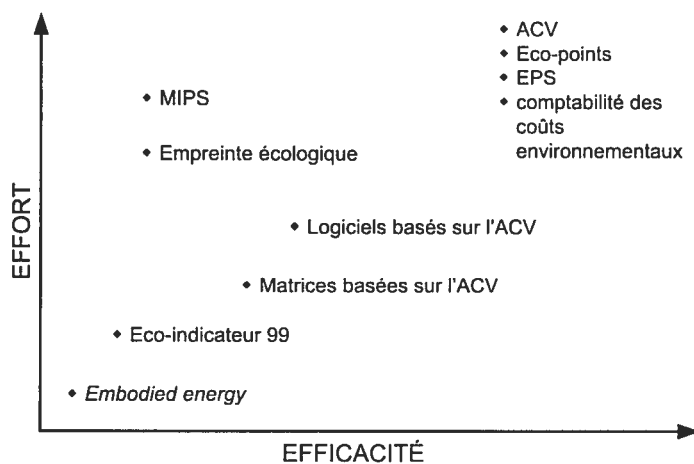 ACV
Eco-points
EPS
comptabilité des
coûts
environnementaux
MIPS
Empreinte écologique
Logiciels basés sur l'ACV
Matrices basées sur l'ACV
Eco-indicateur 99
Embodied energy
EFFORT
EFFICACITÉ